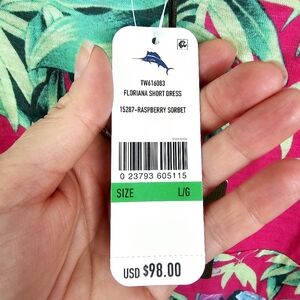 TW616083
FLORIANA SHORT DRESS
15287-RASPBERRY SORBET
0 23793 605115
SIZE L/G
USD $98.00